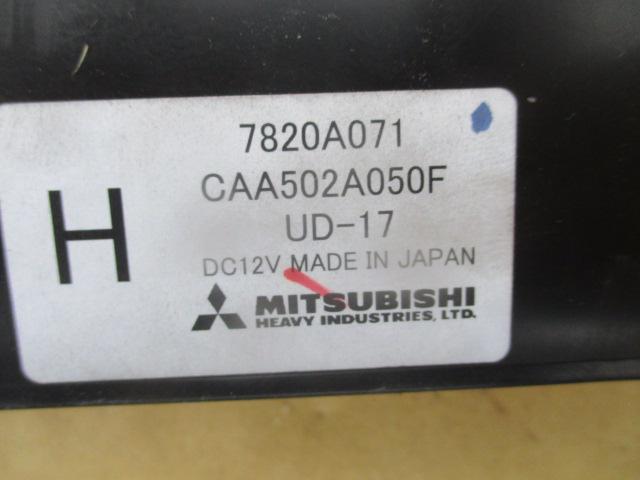 7820A071
CAA502A050F
H
UD-17
DC12V MADE IN JAPAN
MITSUBISHI
HEAVY INDUSTRIES, LTD.